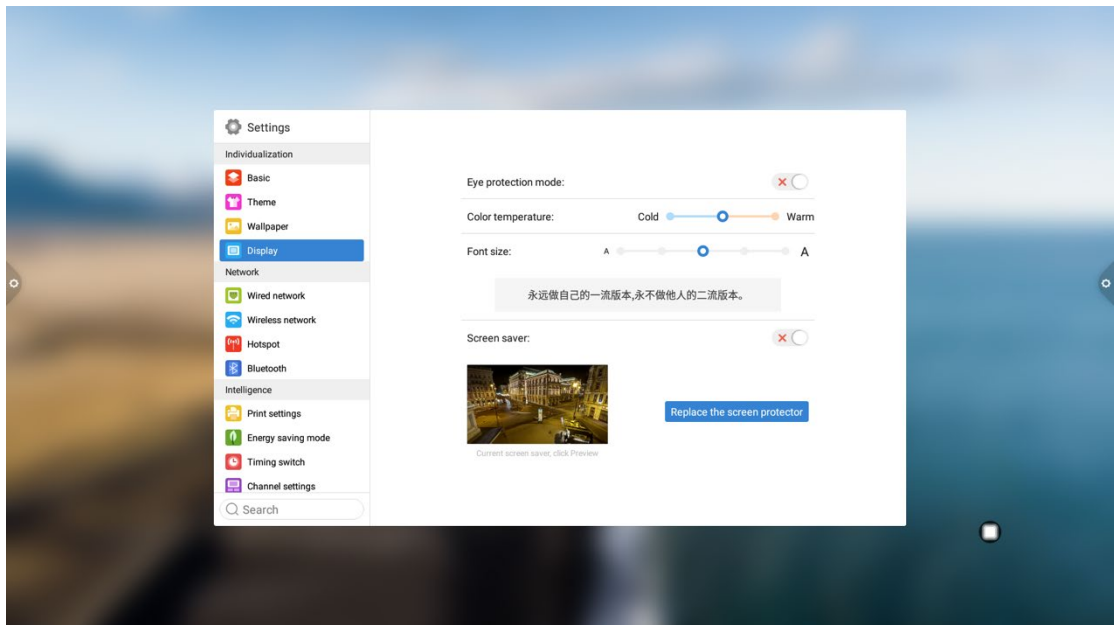 Settings
Individualization
Basic
Theme
Wallpaper
Display
Network
Wired network
Wireless network
Hotspot
Bluetooth
Intelligence
Print settings
Energy saving mode
Timing switch
Channel settings
Search
Eye protection mode:
Color temperature: Cold Warm
Font size: A A
永远做自己的一流版本,永不做他人的二流版本。
Screen saver:
Replace the screen protector
Current screen saver, click Preview